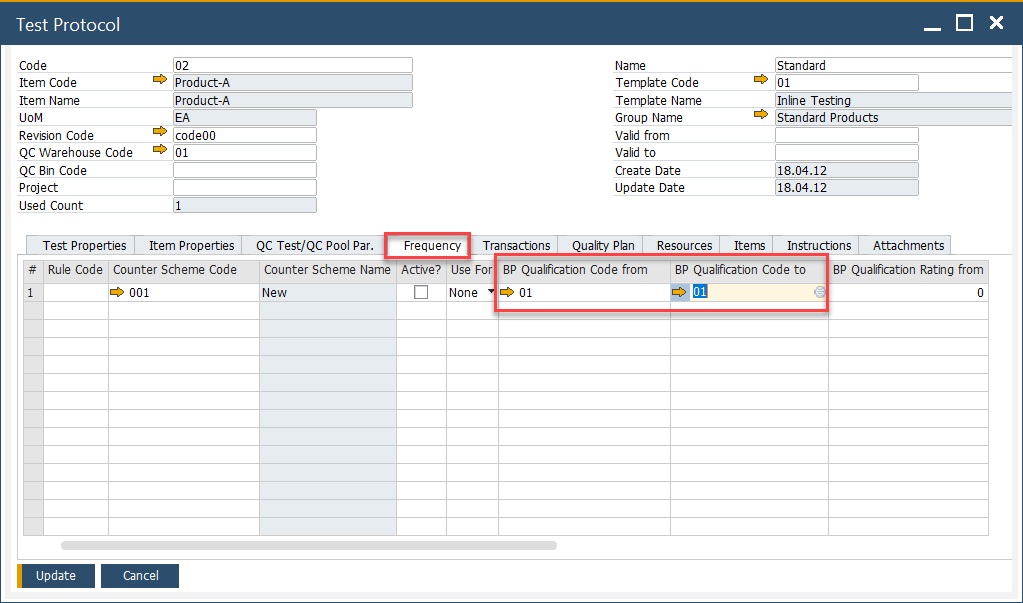 Test Protocol
Code 02 Name Standard
Item Code Product-A Template Code 01
Item Name Product-A Template Name Inline Testing
UoM EA Group Name Standard Products
Revision Code code00 Valid from
QC Warehouse Code 01 Valid to
QC Bin Code Create Date 18.04.12
Project Update Date 18.04.12
Used Count 1
Test Properties Item Properties QC Test/QC Pool Par. Frequency Transactions Quality Plan Resources Items Instructions Attachments
# Rule Code Counter Scheme Code Counter Scheme Name Active? Use For BP Qualification Code from BP Qualification Code to BP Qualification Rating from
1 001 New None 01 01 0
Update Cancel